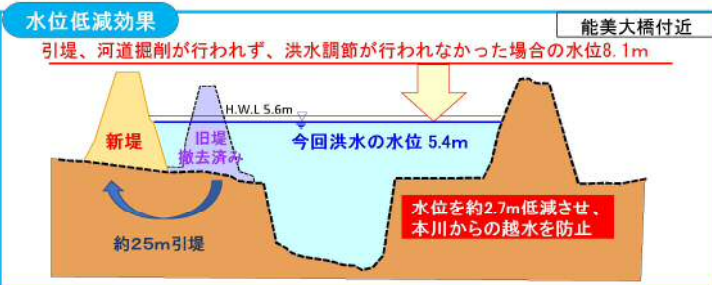 水位低減効果
能美大橋付近
引堤、河道掘削が行われず、洪水調節が行われなかった場合の水位8.1m
H.W.L 5.6m
新堤
旧堤
撤去済み
今回洪水の水位 5.4m
水位を約2.7m低減させ、
本川からの越水を防止
約25m引堤